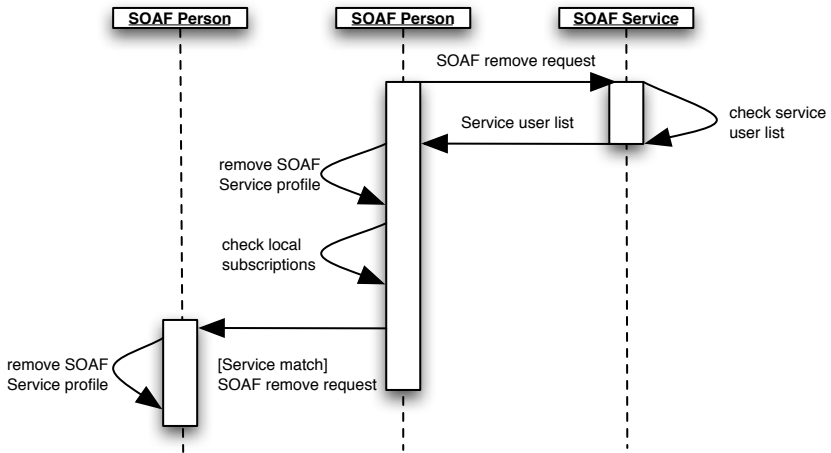 SOAF Person
SOAF Person
SOAF Service
SOAF remove request
check service
user list
Service user list
remove SOAF
Service profile
check local
subscriptions
[Service match]
SOAF remove request
remove SOAF
Service profile